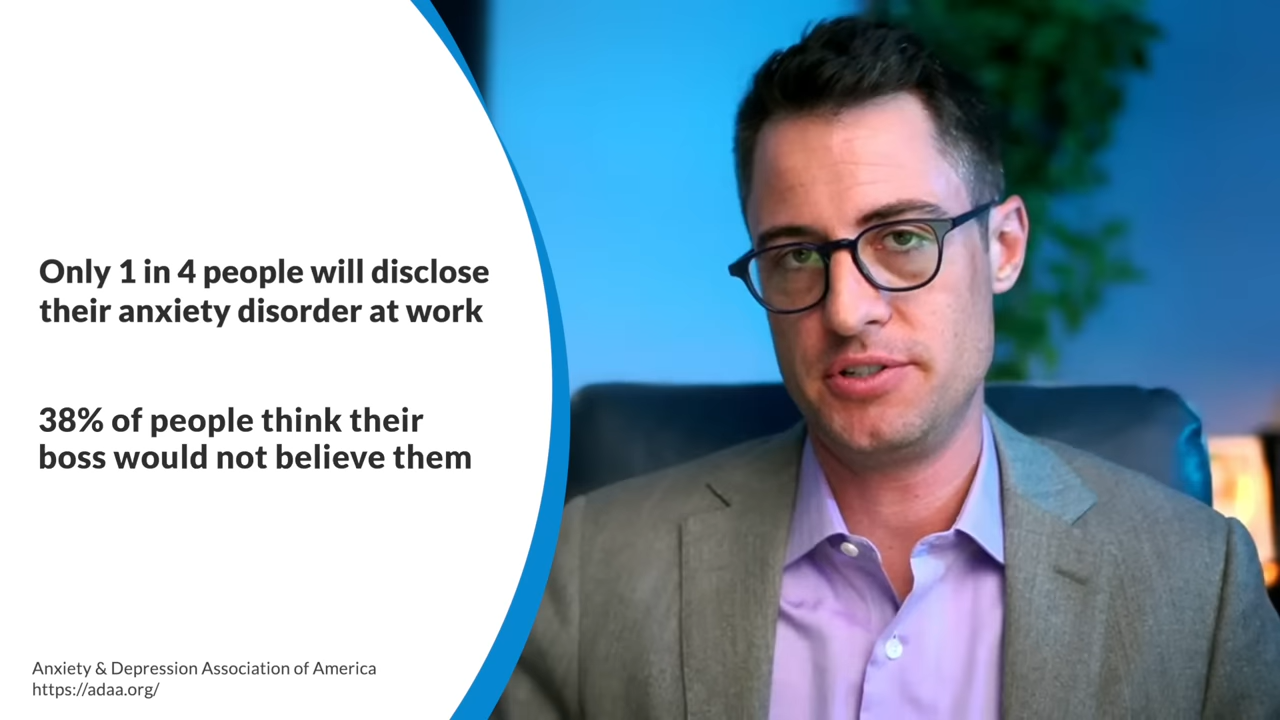 Only 1 in 4 people will disclose
their anxiety disorder at work
38% of people think their
boss would not believe them
Anxiety & Depression Association of America
https://adaa.org/